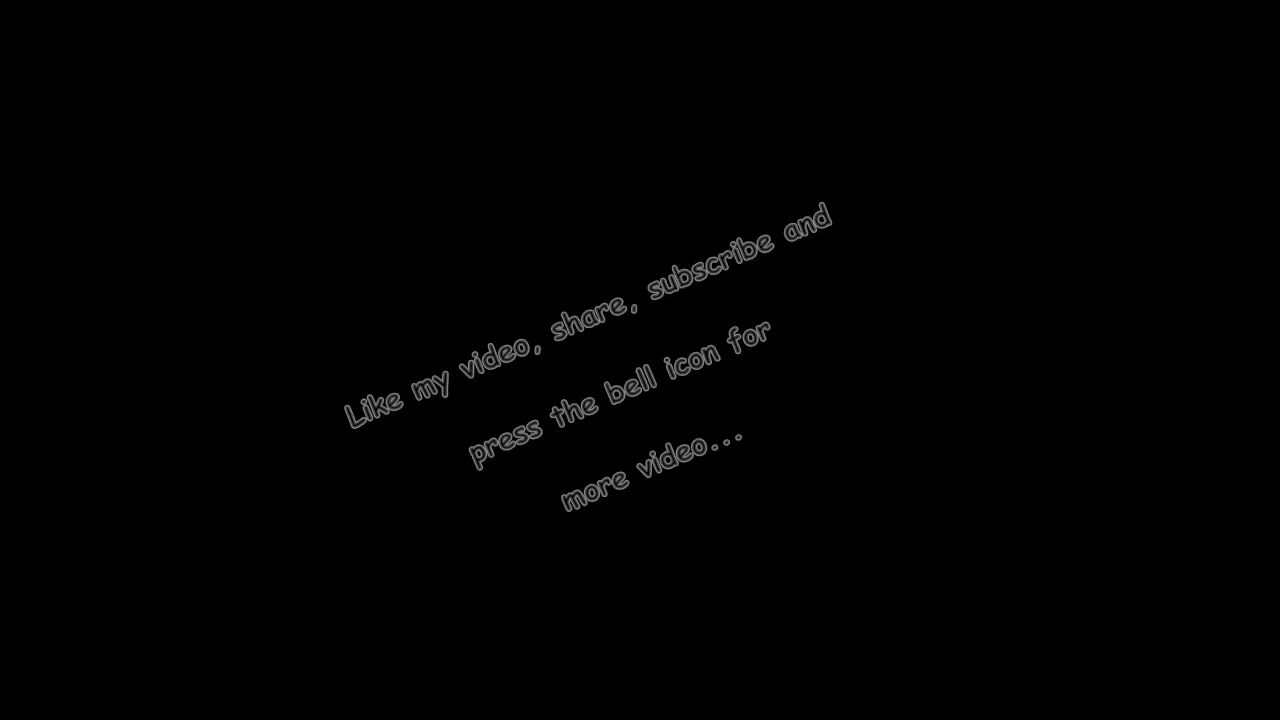 Like my video, share, subscribe and
press the bell icon for
more video...